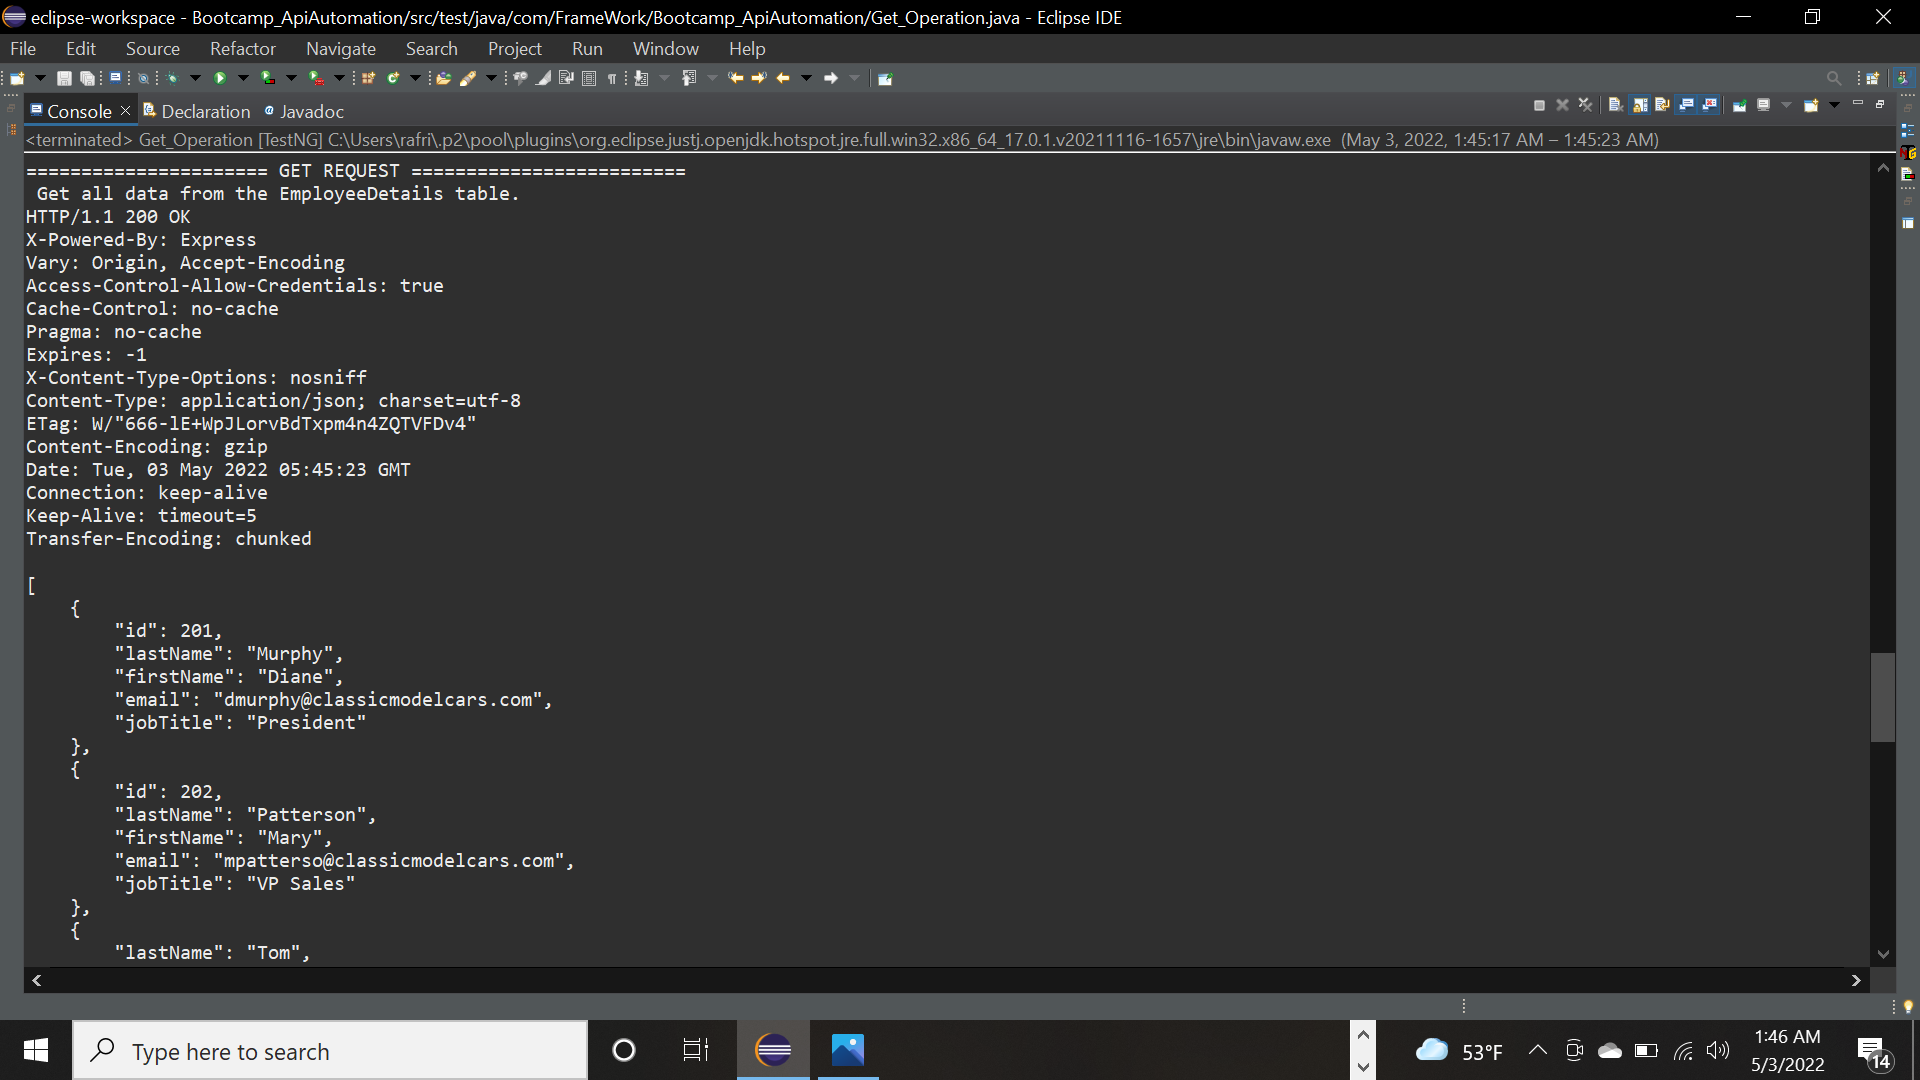 eclipse-workspace - Bootcamp_ApiAutomation/src/test/java/com/FrameWork/Bootcamp_ApiAutomation/Get_Operation.java - Eclipse IDE
File Edit Source Refactor Navigate Search Project Run Window Help
Console Declaration Javadoc
<terminated> Get_Operation [TestNG] C:\Users\rafri\.p2\pool\plugins\org.eclipse.justj.openjdk.hotspot.jre.full.win32.x86_64_17.0.1.v20211116-1657\jre\bin\javaw.exe (May 3, 2022, 1:45:17 AM – 1:45:23 AM)
====================== GET REQUEST =========================
Get all data from the EmployeeDetails table.
HTTP/1.1 200 OK
X-Powered-By: Express
Vary: Origin, Accept-Encoding
Access-Control-Allow-Credentials: true
Cache-Control: no-cache
Pragma: no-cache
Expires: -1
X-Content-Type-Options: nosniff
Content-Type: application/json; charset=utf-8
ETag: W/"666-lE+WpJLorvBdTxpm4n4ZQTVFDv4"
Content-Encoding: gzip
Date: Tue, 03 May 2022 05:45:23 GMT
Connection: keep-alive
Keep-Alive: timeout=5
Transfer-Encoding: chunked
[
{
"id": 201,
"lastName": "Murphy",
"firstName": "Diane",
"email": "dmurphy@classicmodelcars.com",
"jobTitle": "President"
},
{
"id": 202,
"lastName": "Patterson",
"firstName": "Mary",
"email": "mpatterso@classicmodelcars.com",
"jobTitle": "VP Sales"
},
{
"lastName": "Tom",
Type here to search
53°F
1:46 AM
5/3/2022
14